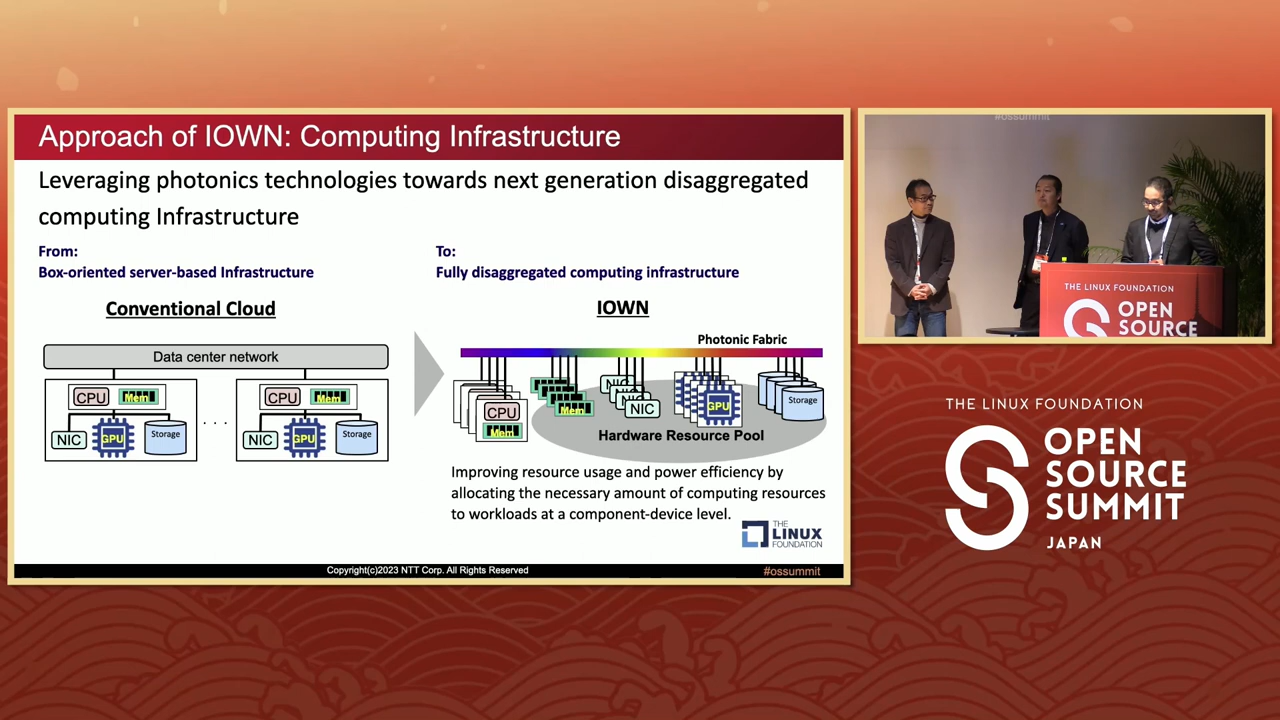 Approach of IOWN: Computing Infrastructure
Leveraging photonics technologies towards next generation disaggregated
computing Infrastructure
From:
Box-oriented server-based Infrastructure
Conventional Cloud
Data center network
CPU
Mem
NIC
GPU
Storage
. . .
CPU
Mem
NIC
GPU
Storage
To:
Fully disaggregated computing infrastructure
IOWN
Photonic Fabric
CPU
Mem
Mem
NIC
NIC
NIC
GPU
Storage
Hardware Resource Pool
Improving resource usage and power efficiency by
allocating the necessary amount of computing resources
to workloads at a component-device level.
THE
LINUX
FOUNDATION
Copyright(c)2023 NTT Corp. All Rights Reserved
#ossummit
#ossummit
THE LINUX FOUNDATION
OPEN
SOURCE
THE LINUX FOUNDATION
OPEN
SOURCE
SUMMIT
JAPAN